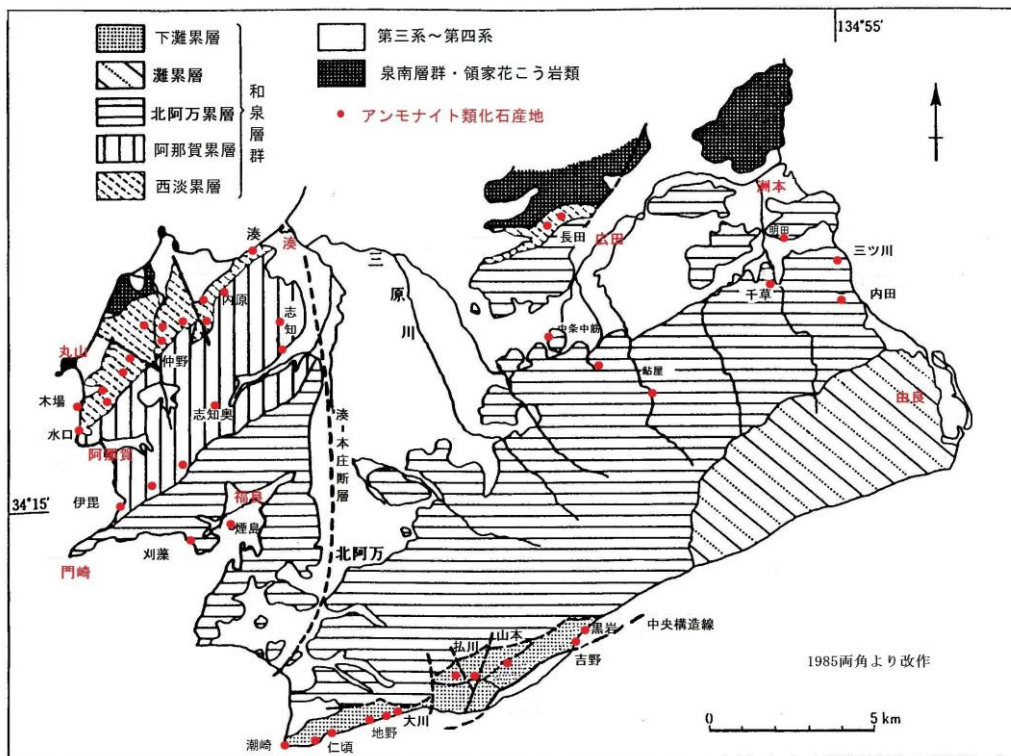 下灘累層
灘累層
北阿万累層
阿那賀累層
西淡累層
和泉層群
第三系～第四系
泉南層群・領家花こう岩類
アンモナイト類化石産地
134°55′
洲本
明田
三ツ川
千草
内田
長田
広田
湊
湊
三原川
内原
志知
丸山
仲野
中条中筋
鮎屋
木場
志知奥
由良
水口
阿那賀
湊-本庄断層
34°15′
伊毘
福良
煙島
刈藻
北阿万
門崎
黒岩
中央構造線
山本
払川
吉野
1985両角より改作
大川
地野
仁頃
潮崎
0 5 km